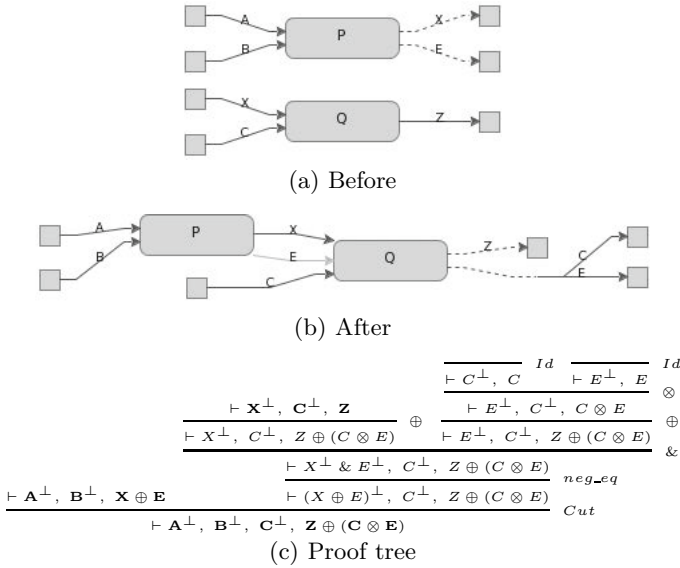 A
X
P
B
E
X
Q
Z
C
(a) Before
A
X
Z
P
C
B
E
Q
C
E
(b) After
Id Id
⊢ C⊥, C ⊢ E⊥, E
⊗
⊢ X⊥, C⊥, Z ⊢ E⊥, C⊥, C ⊗ E
⊕ ⊕
⊢ X⊥, C⊥, Z ⊕ (C ⊗ E) ⊢ E⊥, C⊥, Z ⊕ (C ⊗ E)
&
⊢ X⊥ & E⊥, C⊥, Z ⊕ (C ⊗ E)
neg_eq
⊢ A⊥, B⊥, X ⊕ E ⊢ (X ⊕ E)⊥, C⊥, Z ⊕ (C ⊗ E)
Cut
⊢ A⊥, B⊥, C⊥, Z ⊕ (C ⊗ E)
(c) Proof tree